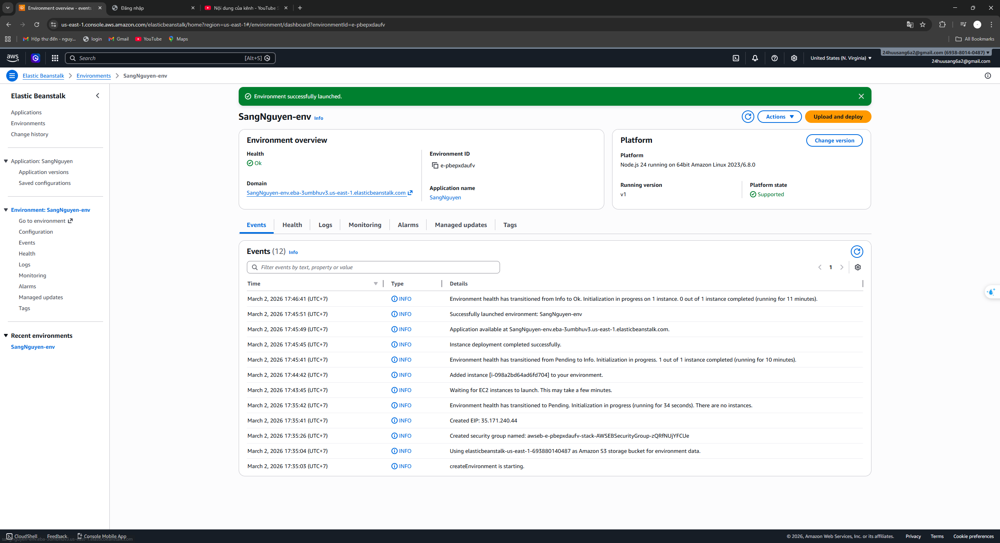 Environment overview - events
Đăng nhập
Nội dung của kênh - YouTube S
us-east-1.console.aws.amazon.com/elasticbeanstalk/home?region=us-east-1#/environment/dashboard?environmentId=e-pbepxdaufv
Hộp thư đến - nguy...
login
Gmail
YouTube
Maps
All Bookmarks
aws
Search
[Alt+S]
United States (N. Virginia)
24huusang6a2@gmail.com (6938-8014-0487)
24huusang6a2@gmail.com
Elastic Beanstalk
Environments
SangNguyen-env
Elastic Beanstalk
Applications
Environments
Change history
Application: SangNguyen
Application versions
Saved configurations
Environment: SangNguyen-env
Go to environment
Configuration
Events
Health
Logs
Monitoring
Alarms
Managed updates
Tags
Recent environments
SangNguyen-env
Environment successfully launched.
SangNguyen-env Info
Actions
Upload and deploy
Environment overview
Health
Ok
Domain
SangNguyen-env.eba-3umbhuv3.us-east-1.elasticbeanstalk.com
Environment ID
e-pbepxdaufv
Application name
SangNguyen
Platform
Change version
Platform
Node.js 24 running on 64bit Amazon Linux 2023/6.8.0
Running version
v1
Platform state
Supported
Events
Health
Logs
Monitoring
Alarms
Managed updates
Tags
Events (12) Info
Filter events by text, property or value
1
Time Type Details
March 2, 2026 17:46:41 (UTC+7) INFO Environment health has transitioned from Info to Ok. Initialization in progress on 1 instance. 0 out of 1 instance completed (running for 11 minutes).
March 2, 2026 17:45:51 (UTC+7) INFO Successfully launched environment: SangNguyen-env
March 2, 2026 17:45:49 (UTC+7) INFO Application available at SangNguyen-env.eba-3umbhuv3.us-east-1.elasticbeanstalk.com.
March 2, 2026 17:45:45 (UTC+7) INFO Instance deployment completed successfully.
March 2, 2026 17:45:41 (UTC+7) INFO Environment health has transitioned from Pending to Info. Initialization in progress. 1 out of 1 instance completed (running for 10 minutes).
March 2, 2026 17:44:42 (UTC+7) INFO Added instance [i-098a2bd64ad6fd704] to your environment.
March 2, 2026 17:43:45 (UTC+7) INFO Waiting for EC2 instances to launch. This may take a few minutes.
March 2, 2026 17:35:42 (UTC+7) INFO Environment health has transitioned to Pending. Initialization in progress (running for 34 seconds). There are no instances.
March 2, 2026 17:35:41 (UTC+7) INFO Created EIP: 35.171.240.44
March 2, 2026 17:35:26 (UTC+7) INFO Created security group named: awseb-e-pbepxdaufv-stack-AWSEBSecurityGroup-zQRfNUjYFCUe
March 2, 2026 17:35:04 (UTC+7) INFO Using elasticbeanstalk-us-east-1-693880140487 as Amazon S3 storage bucket for environment data.
March 2, 2026 17:35:03 (UTC+7) INFO createEnvironment is starting.
CloudShell
Feedback
Console Mobile App
sangnguyen-env.eba-3umbhuv3.us-east-1.elasticbeanstalk.com
© 2026, Amazon Web Services, Inc. or its affiliates.
Privacy
Terms
Cookie preferences